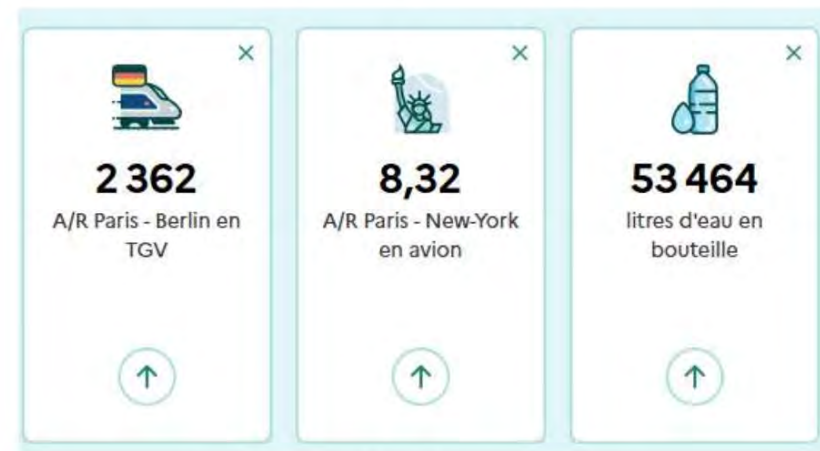 2 362
A/R Paris - Berlin en
TGV
8,32
A/R Paris - New-York
en avion
53 464
litres d'eau en
bouteille